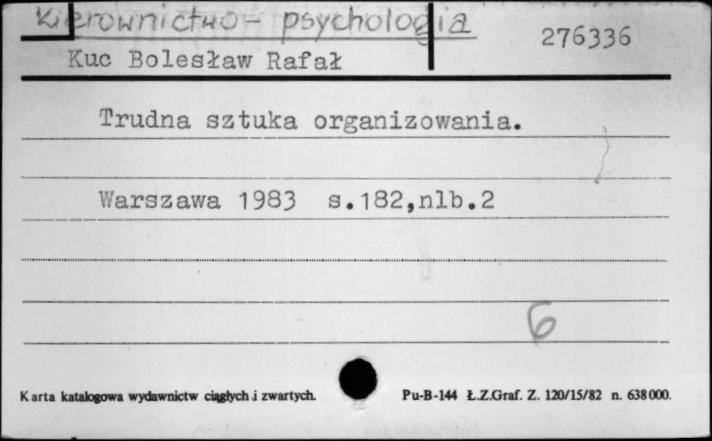 Kierownictwo - psychologia
276336
Kuc Bolesław Rafał
Trudna sztuka organizowania.
Warszawa 1983 s.182,nlb.2
6
Karta katalogowa wydawnictw ciągłych i zwartych. Pu-B-144 Ł.Z.Graf. Z. 120/15/82 n. 638000.